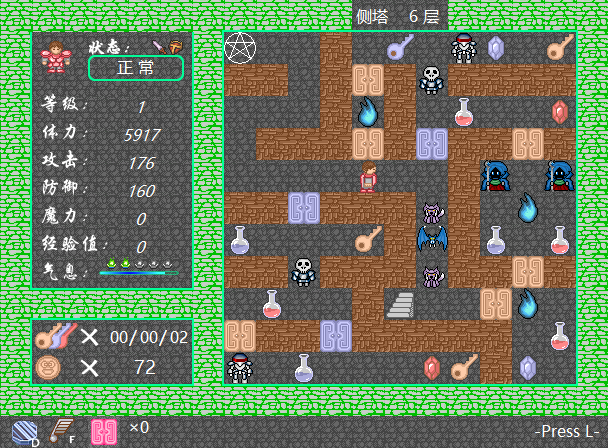 侧塔 6 层
状态：
正常
等级： 1
体力： 5917
攻击： 176
防御： 160
魔力： 0
经验值： 0
气息：
× 00/00/02
× 72
D
F
×0
-Press L-